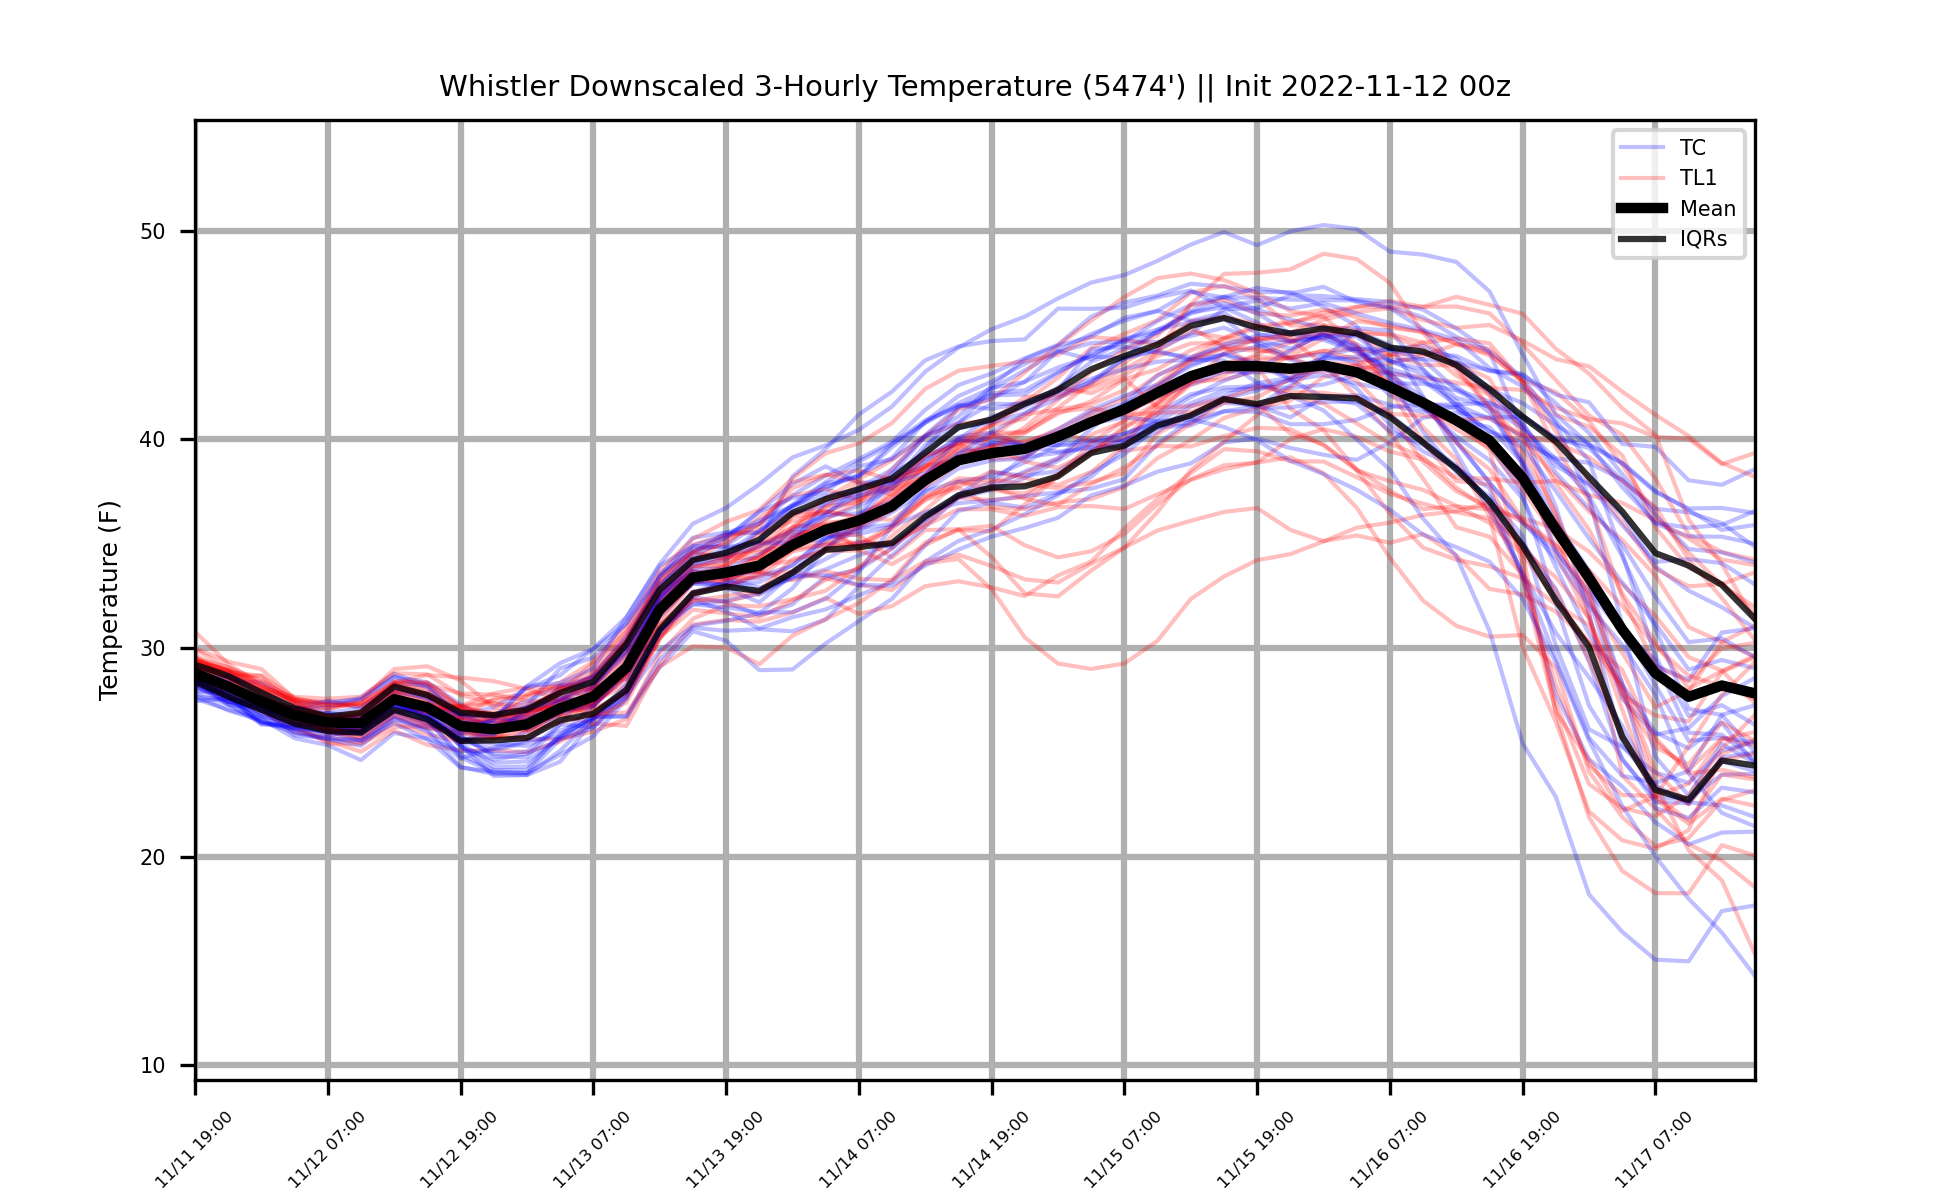 Whistler Downscaled 3-Hourly Temperature (5474') || Init 2022-11-12 00z
TC
TL1
Mean
IQRs
50
40
30
20
10
Temperature (F)
11/11 19:00
11/12 07:00
11/12 19:00
11/13 07:00
11/13 19:00
11/14 07:00
11/14 19:00
11/15 07:00
11/15 19:00
11/16 07:00
11/16 19:00
11/17 07:00